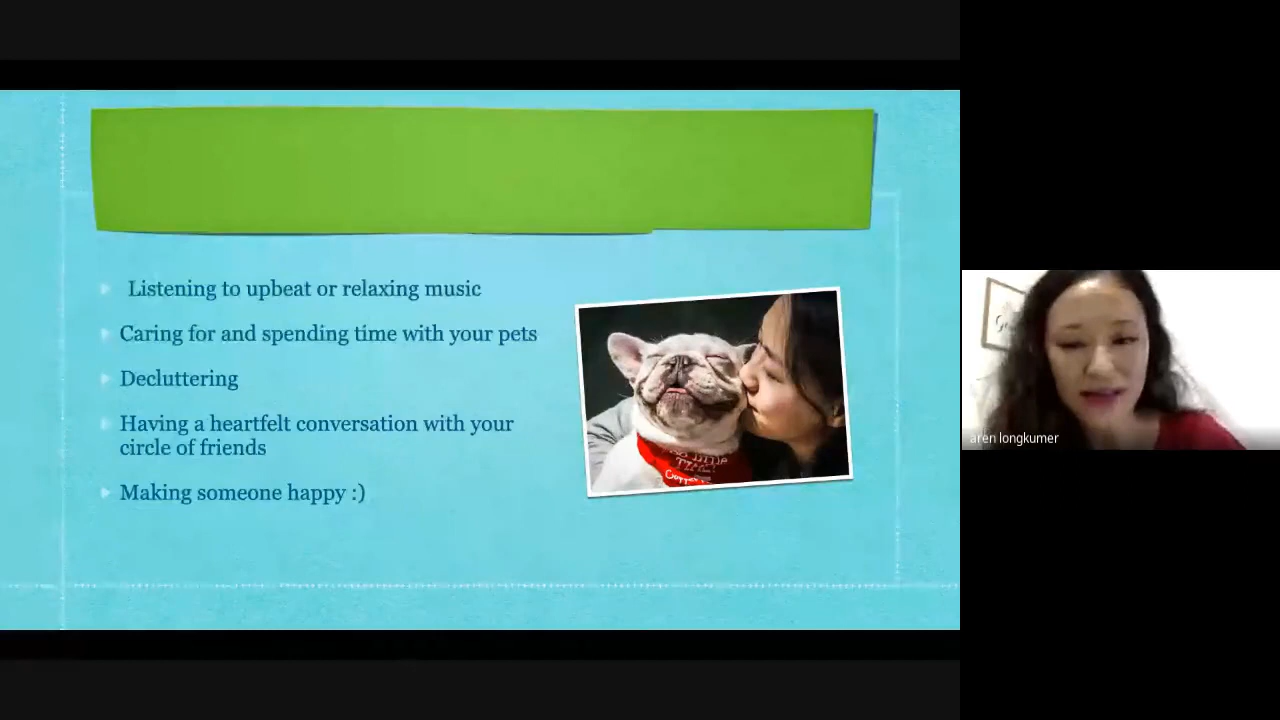 Listening to upbeat or relaxing music
Caring for and spending time with your pets
Decluttering
Having a heartfelt conversation with your
circle of friends
Making someone happy :)
aren longkumer